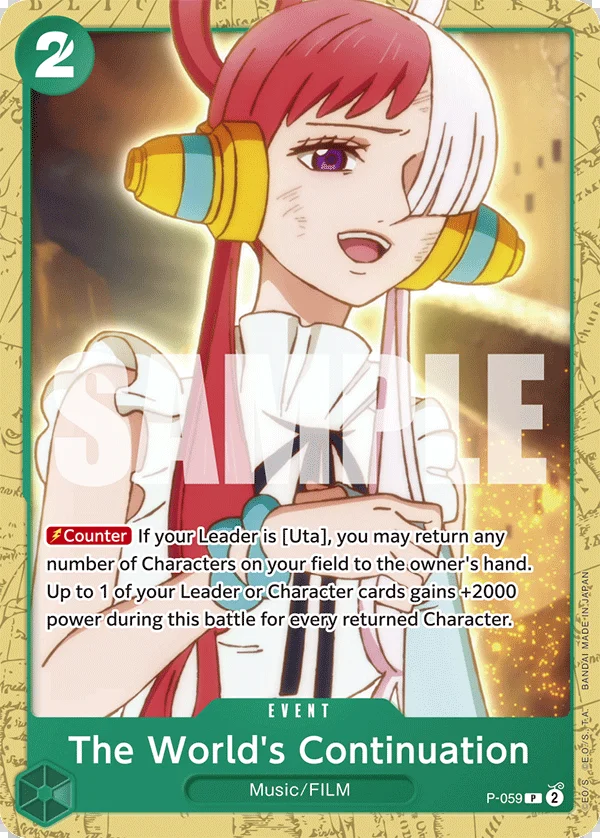 2
SAMPLE
Counter If your Leader is [Uta], you may return any
number of Characters on your field to the owner's hand.
Up to 1 of your Leader or Character cards gains +2000
power during this battle for every returned Character.
EVENT
The World's Continuation
Music/FILM
P-059 P 2
BANDAI MADE IN JAPAN